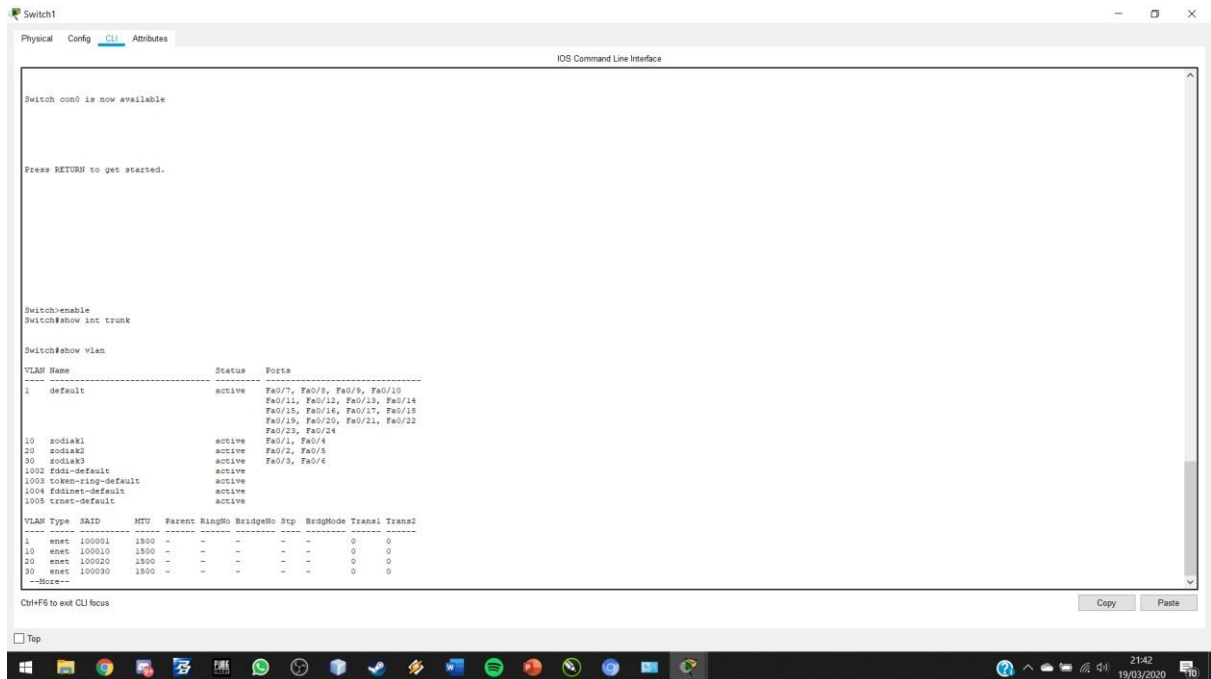 Switch1
Physical Config CLI Attributes
IOS Command Line Interface
Switch con0 is now available
Press RETURN to get started.
Switch>enable
Switch#show int trunk
Switch#show vlan
VLAN Name Status Ports
---- -------------------------------- --------- -------------------------------
1 default active Fa0/7, Fa0/8, Fa0/9, Fa0/10
Fa0/11, Fa0/12, Fa0/13, Fa0/14
Fa0/15, Fa0/16, Fa0/17, Fa0/18
Fa0/19, Fa0/20, Fa0/21, Fa0/22
Fa0/23, Fa0/24
10 zodiak1 active Fa0/1, Fa0/4
20 zodiak2 active Fa0/2, Fa0/5
30 zodiak3 active Fa0/3, Fa0/6
1002 fddi-default active
1003 token-ring-default active
1004 fddinet-default active
1005 trnet-default active
VLAN Type SAID MTU Parent RingNo BridgeNo Stp BrdgMode Trans1 Trans2
---- ----- ---------- ----- ------ ------ -------- ---- -------- ------ ------
1 enet 100001 1500 - - - - - 0 0
10 enet 100010 1500 - - - - - 0 0
20 enet 100020 1500 - - - - - 0 0
30 enet 100030 1500 - - - - - 0 0
--More--
Ctrl+F6 to exit CLI focus
Copy Paste
Top
21:42
19/03/2020